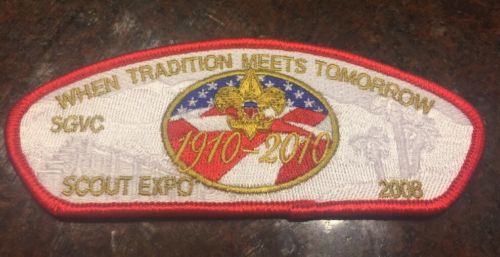 WHEN TRADITION MEETS TOMORROW
SGVC
1910-2010
SCOUT EXPO
2008